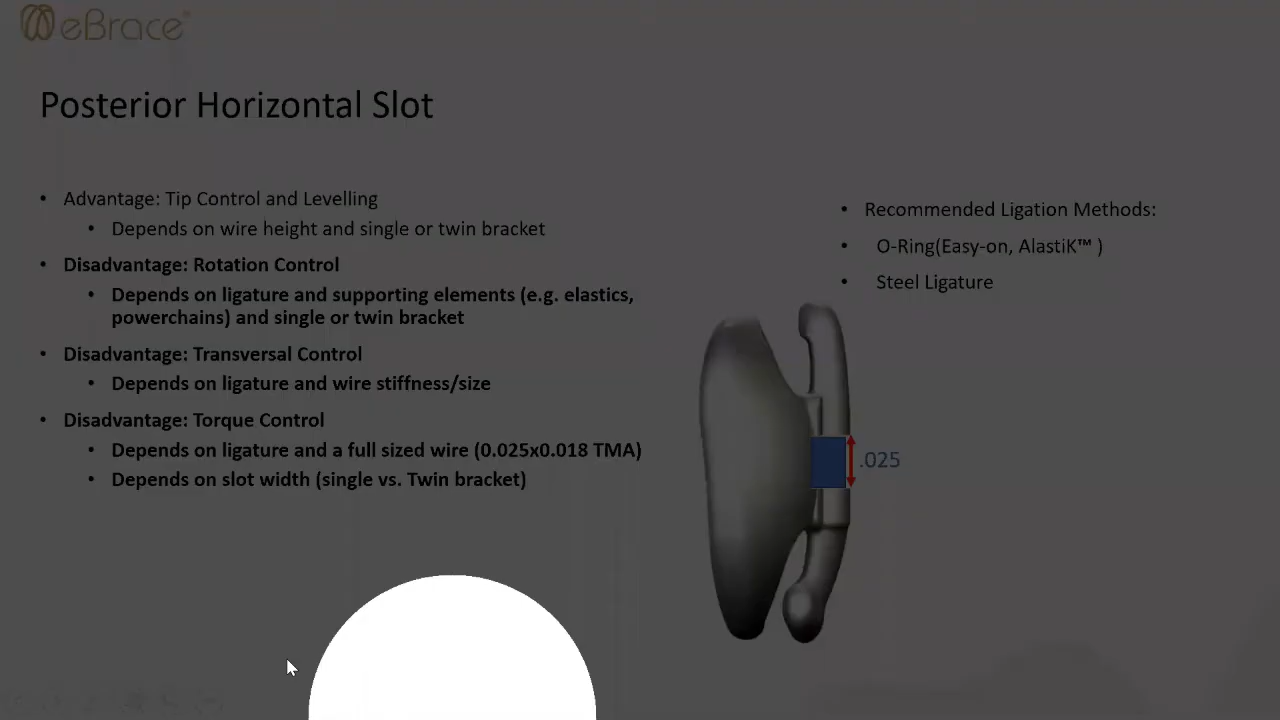 eBrace®
Posterior Horizontal Slot
• Advantage: Tip Control and Levelling
• Depends on wire height and single or twin bracket
• Disadvantage: Rotation Control
• Depends on ligature and supporting elements (e.g. elastics,
powerchains) and single or twin bracket
• Disadvantage: Transversal Control
• Depends on ligature and wire stiffness/size
• Disadvantage: Torque Control
• Depends on ligature and a full sized wire (0.025x0.018 TMA)
• Depends on slot width (single vs. Twin bracket)
• Recommended Ligation Methods:
• O-Ring(Easy-on, AlastiK™ )
• Steel Ligature
.025